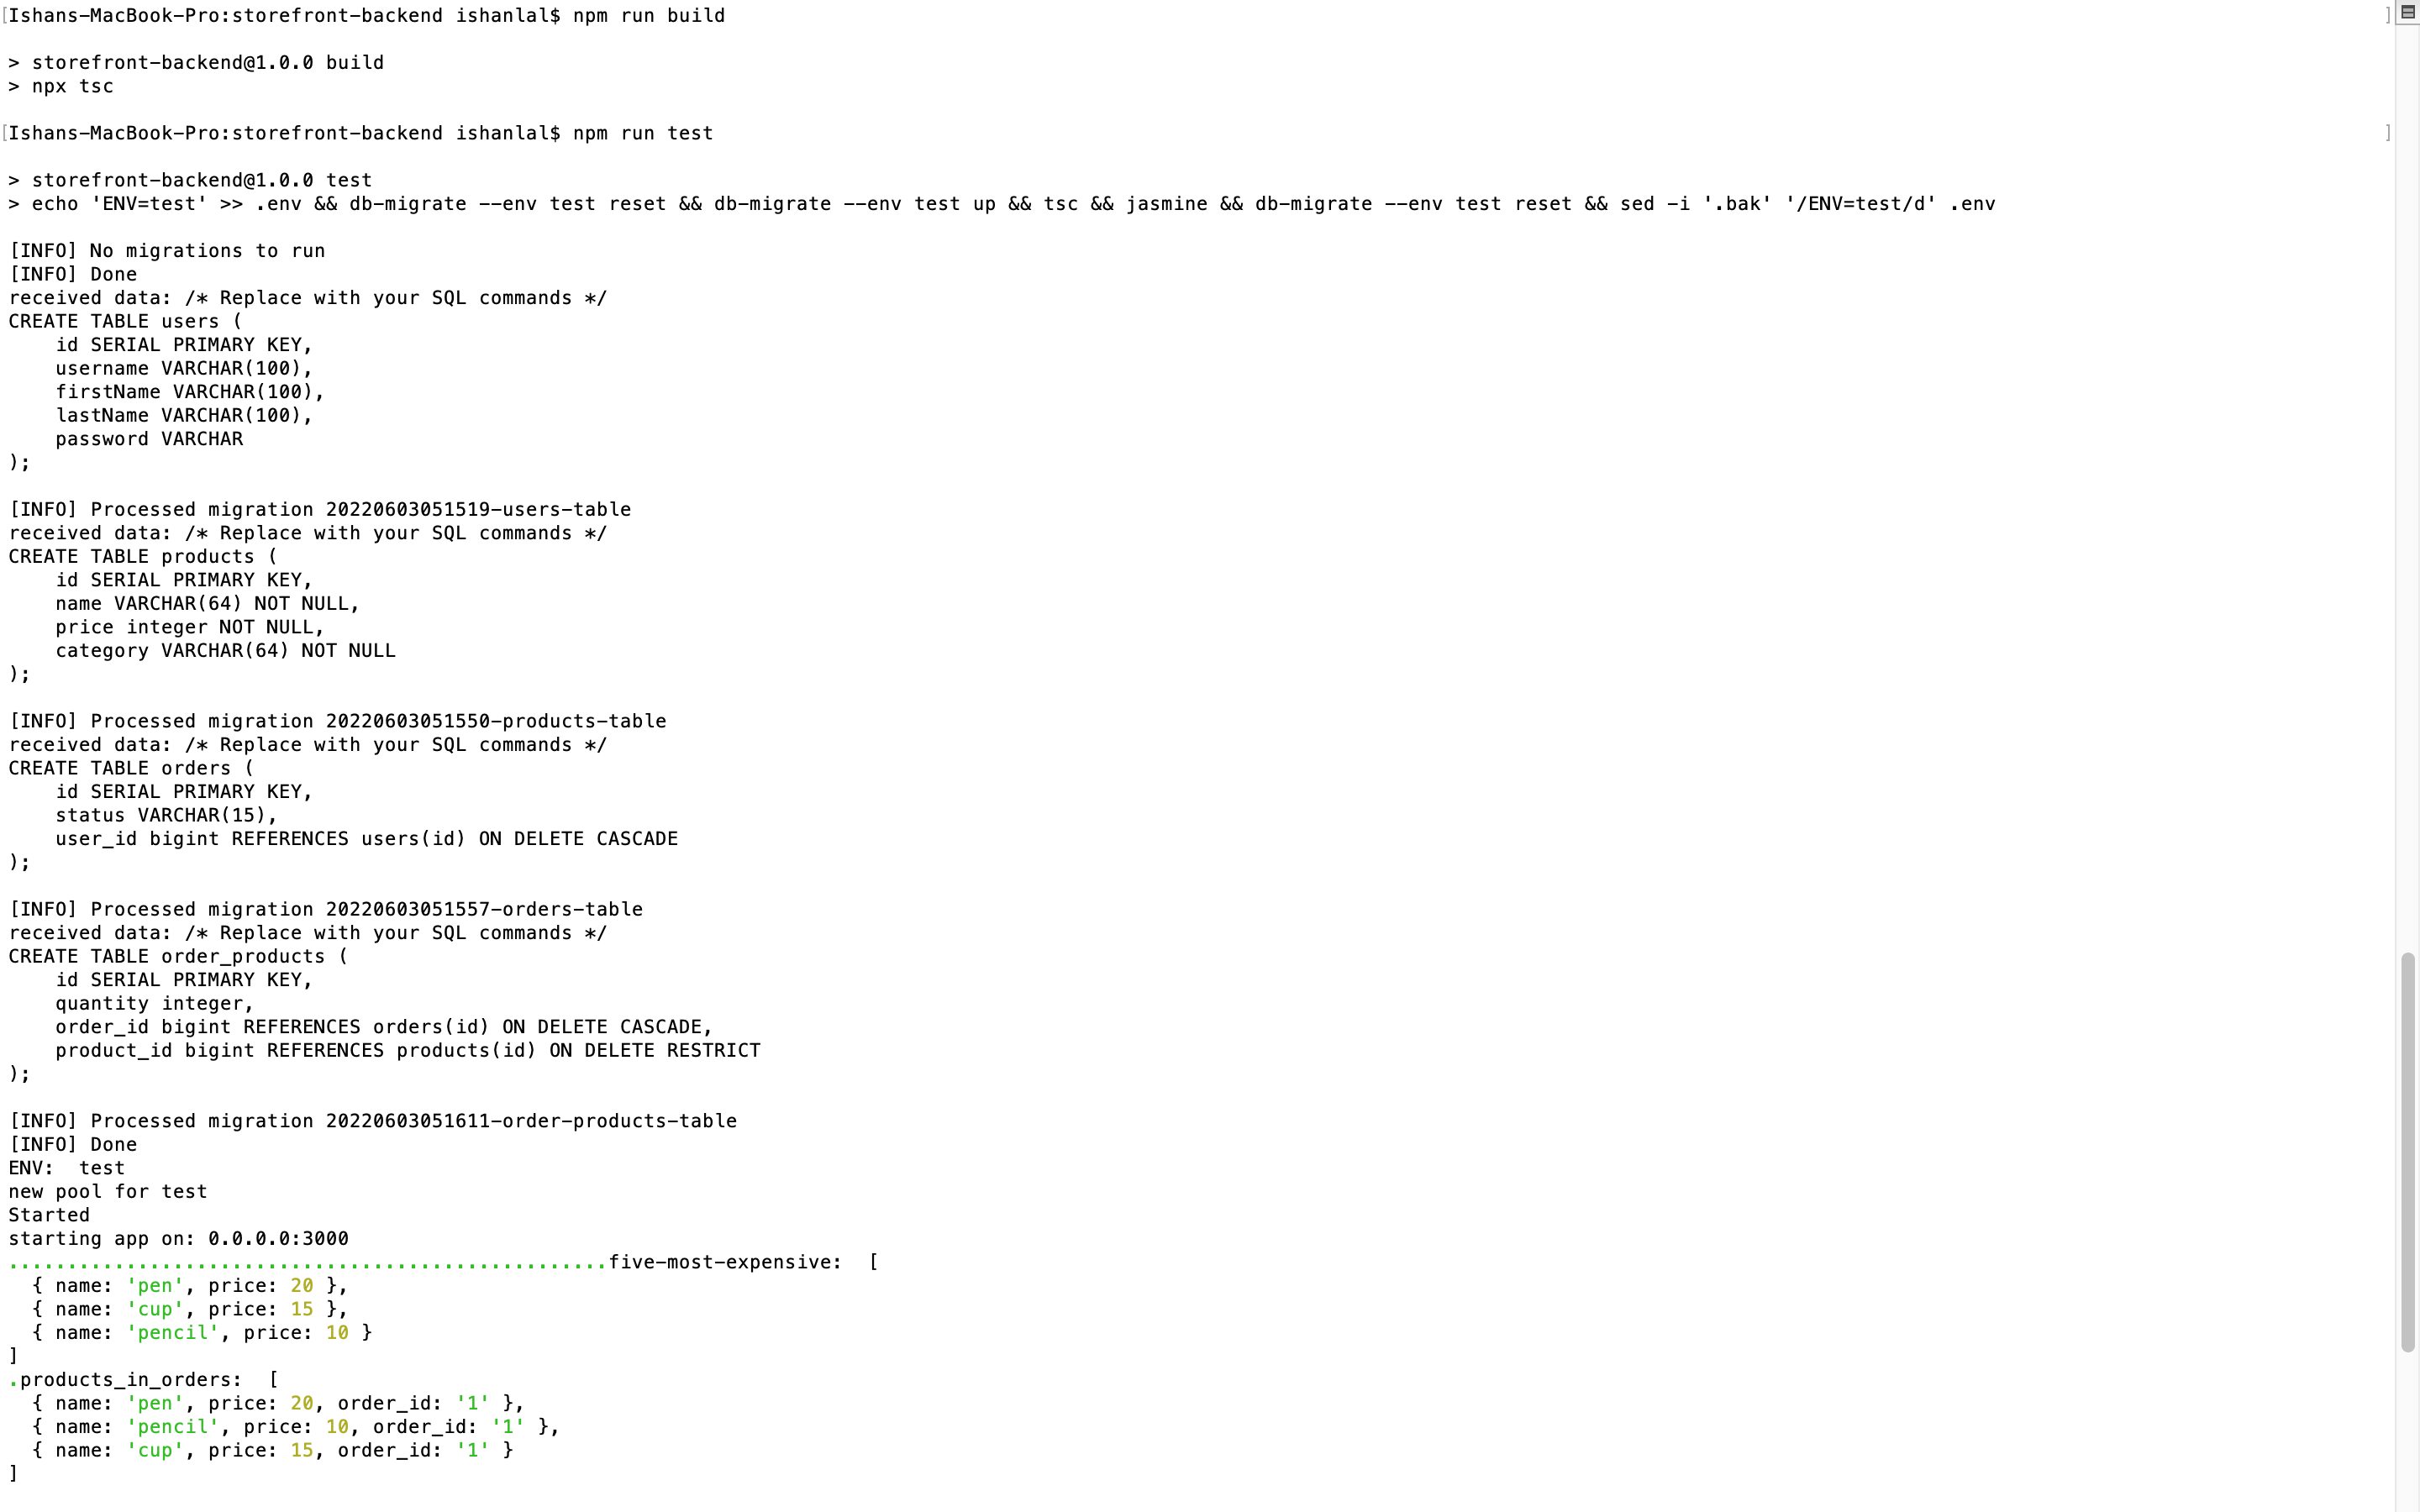 [Ishans-MacBook-Pro:storefront-backend ishanlal$ npm run build ]

> storefront-backend@1.0.0 build
> npx tsc

[Ishans-MacBook-Pro:storefront-backend ishanlal$ npm run test ]

> storefront-backend@1.0.0 test
> echo 'ENV=test' >> .env && db-migrate --env test reset && db-migrate --env test up && tsc && jasmine && db-migrate --env test reset && sed -i '.bak' '/ENV=test/d' .env

[INFO] No migrations to run
[INFO] Done
received data: /* Replace with your SQL commands */
CREATE TABLE users (
    id SERIAL PRIMARY KEY,
    username VARCHAR(100),
    firstName VARCHAR(100),
    lastName VARCHAR(100),
    password VARCHAR
);

[INFO] Processed migration 20220603051519-users-table
received data: /* Replace with your SQL commands */
CREATE TABLE products (
    id SERIAL PRIMARY KEY,
    name VARCHAR(64) NOT NULL,
    price integer NOT NULL,
    category VARCHAR(64) NOT NULL
);

[INFO] Processed migration 20220603051550-products-table
received data: /* Replace with your SQL commands */
CREATE TABLE orders (
    id SERIAL PRIMARY KEY,
    status VARCHAR(15),
    user_id bigint REFERENCES users(id) ON DELETE CASCADE
);

[INFO] Processed migration 20220603051557-orders-table
received data: /* Replace with your SQL commands */
CREATE TABLE order_products (
    id SERIAL PRIMARY KEY,
    quantity integer,
    order_id bigint REFERENCES orders(id) ON DELETE CASCADE,
    product_id bigint REFERENCES products(id) ON DELETE RESTRICT
);

[INFO] Processed migration 20220603051611-order-products-table
[INFO] Done
ENV:  test
new pool for test
Started
starting app on: 0.0.0.0:3000
...................................................five-most-expensive:  [
  { name: 'pen', price: 20 },
  { name: 'cup', price: 15 },
  { name: 'pencil', price: 10 }
]
.products_in_orders:  [
  { name: 'pen', price: 20, order_id: '1' },
  { name: 'pencil', price: 10, order_id: '1' },
  { name: 'cup', price: 15, order_id: '1' }
]